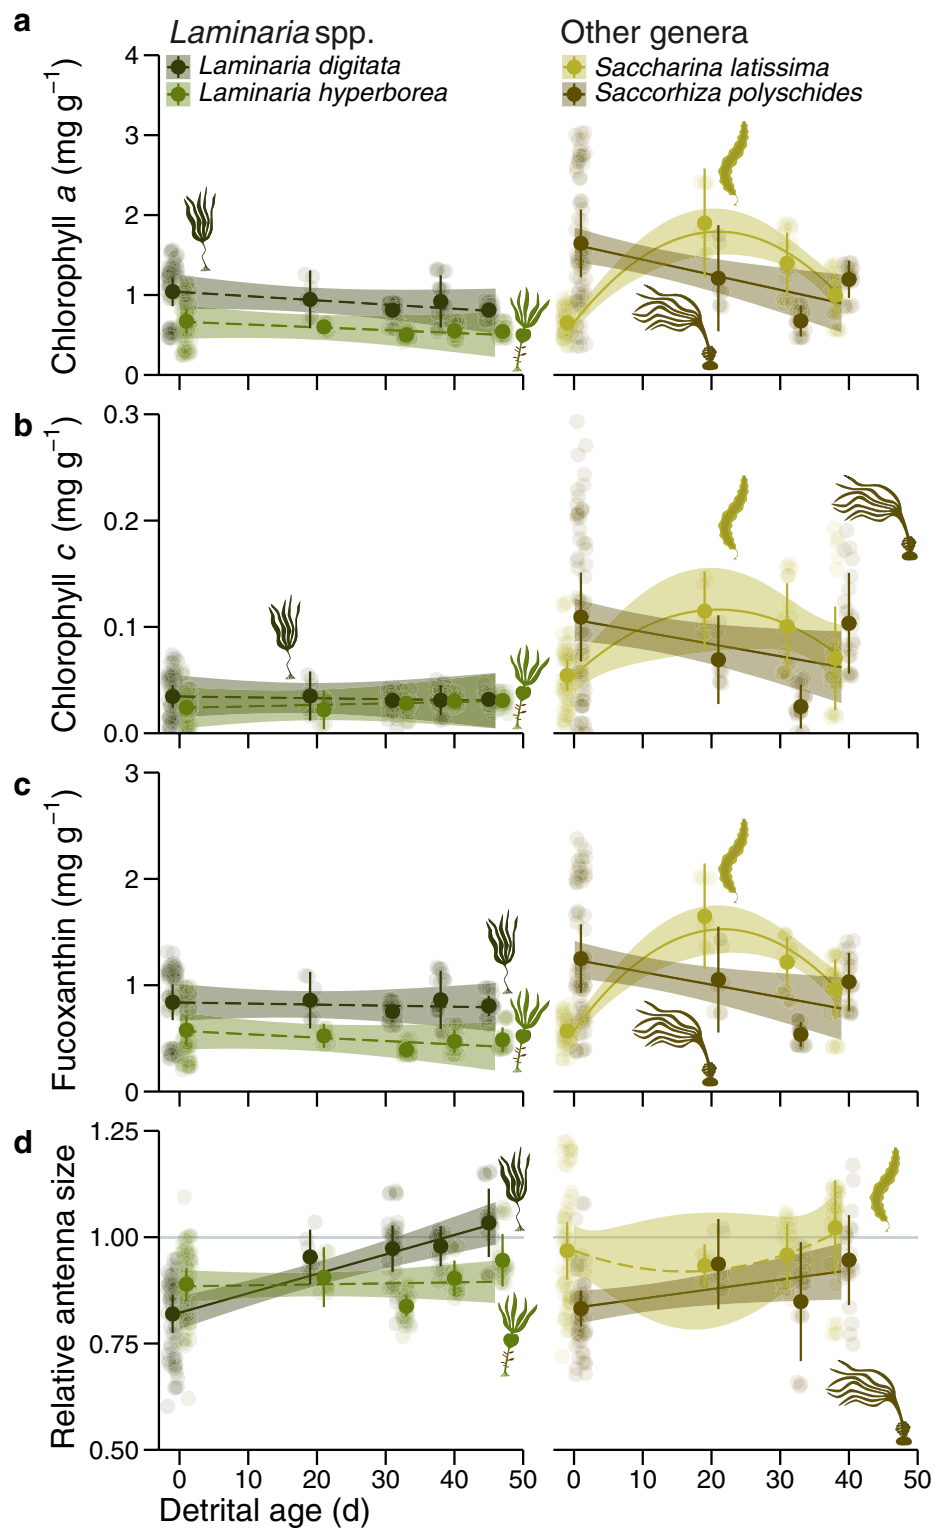 a
Laminaria spp.
Other genera
Laminaria digitata
Laminaria hyperborea
Saccharina latissima
Saccorhiza polyschides
Chlorophyll a (mg g⁻¹)
4
3
2
1
0
b
Chlorophyll c (mg g⁻¹)
0.3
0.2
0.1
0.0
c
Fucoxanthin (mg g⁻¹)
3
2
1
0
d
Relative antenna size
1.25
1.00
0.75
0.50
0 10 20 30 40 50
0 10 20 30 40 50
Detrital age (d)